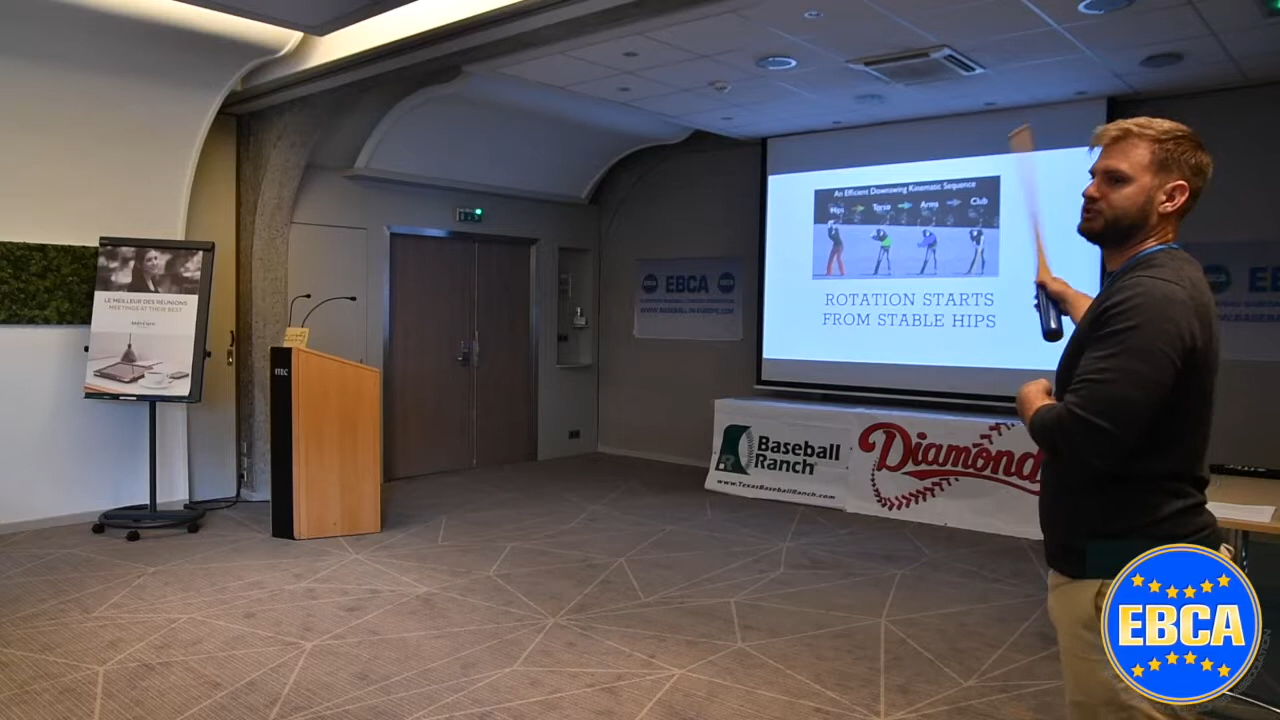 LE MEILLEUR DES RÉUNIONS
MEETINGS AT THEIR BEST
ITEC
EBCA
An Efficient Downswing Kinematic Sequence
Hips Torso Arms Club
ROTATION STARTS
FROM STABLE HIPS
Baseball
Ranch
www.TexasBaseballRanch.com
Diamond
EBCA